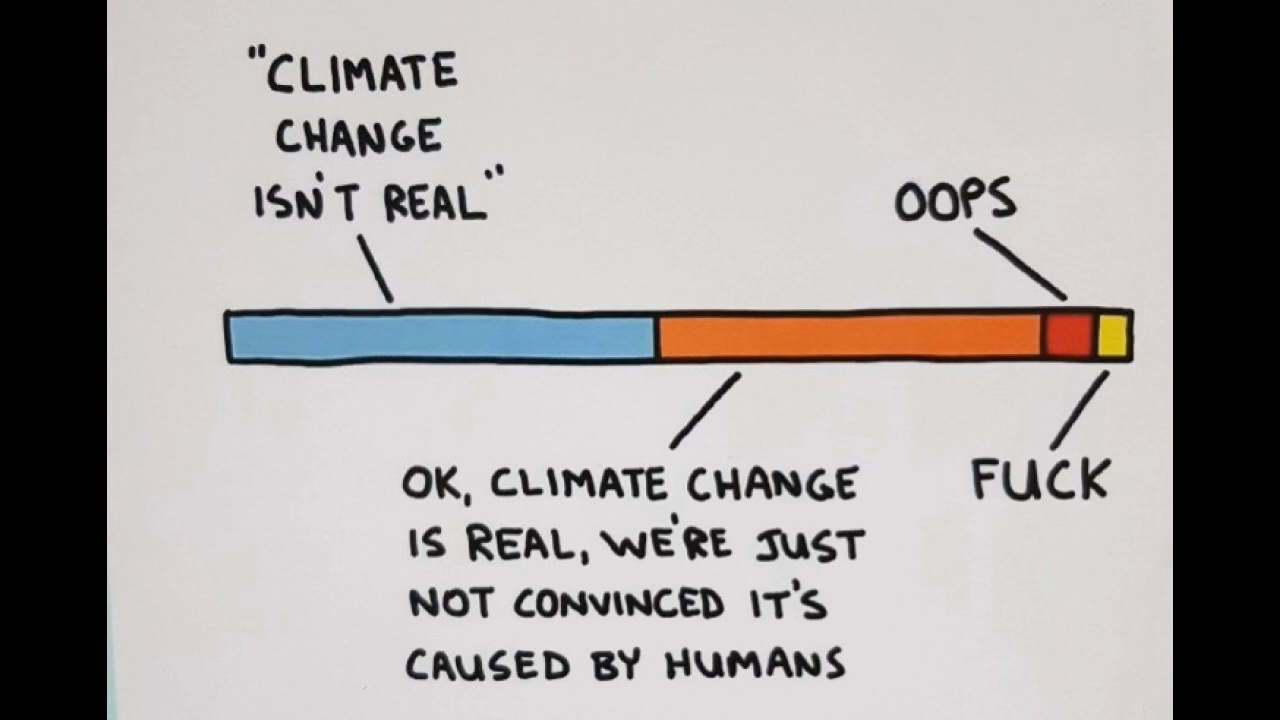 "CLIMATE
CHANGE
ISN'T REAL"
OOPS
OK, CLIMATE CHANGE
IS REAL, WE'RE JUST
NOT CONVINCED IT'S
CAUSED BY HUMANS
FUCK